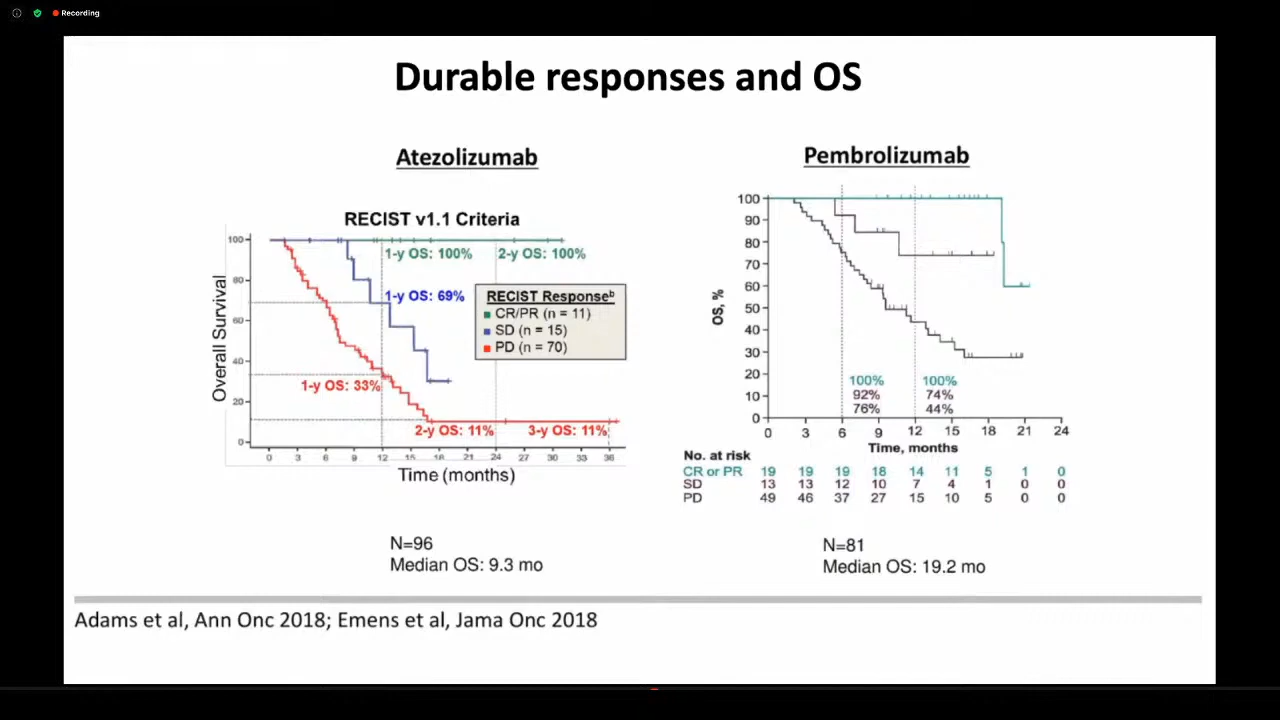 Recording
Durable responses and OS
Atezolizumab
RECIST v1.1 Criteria
Overall Survival
100
80
60
40
20
0
1-y OS: 100%
2-y OS: 100%
1-y OS: 69%
RECIST Responseᵇ
CR/PR (n = 11)
SD (n = 15)
PD (n = 70)
1-y OS: 33%
2-y OS: 11%
3-y OS: 11%
0 3 6 9 12 15 18 21 24 27 30 33 36
Time (months)
N=96
Median OS: 9.3 mo
Pembrolizumab
OS, %
100
90
80
70
60
50
40
30
20
10
0
100% 100%
92% 74%
76% 44%
0 3 6 9 12 15 18 21 24
Time, months
No. at risk
CR or PR 19 19 19 18 14 11 5 1 0
SD 13 13 12 10 7 4 1 0 0
PD 49 46 37 27 15 10 5 0 0
N=81
Median OS: 19.2 mo
Adams et al, Ann Onc 2018; Emens et al, Jama Onc 2018